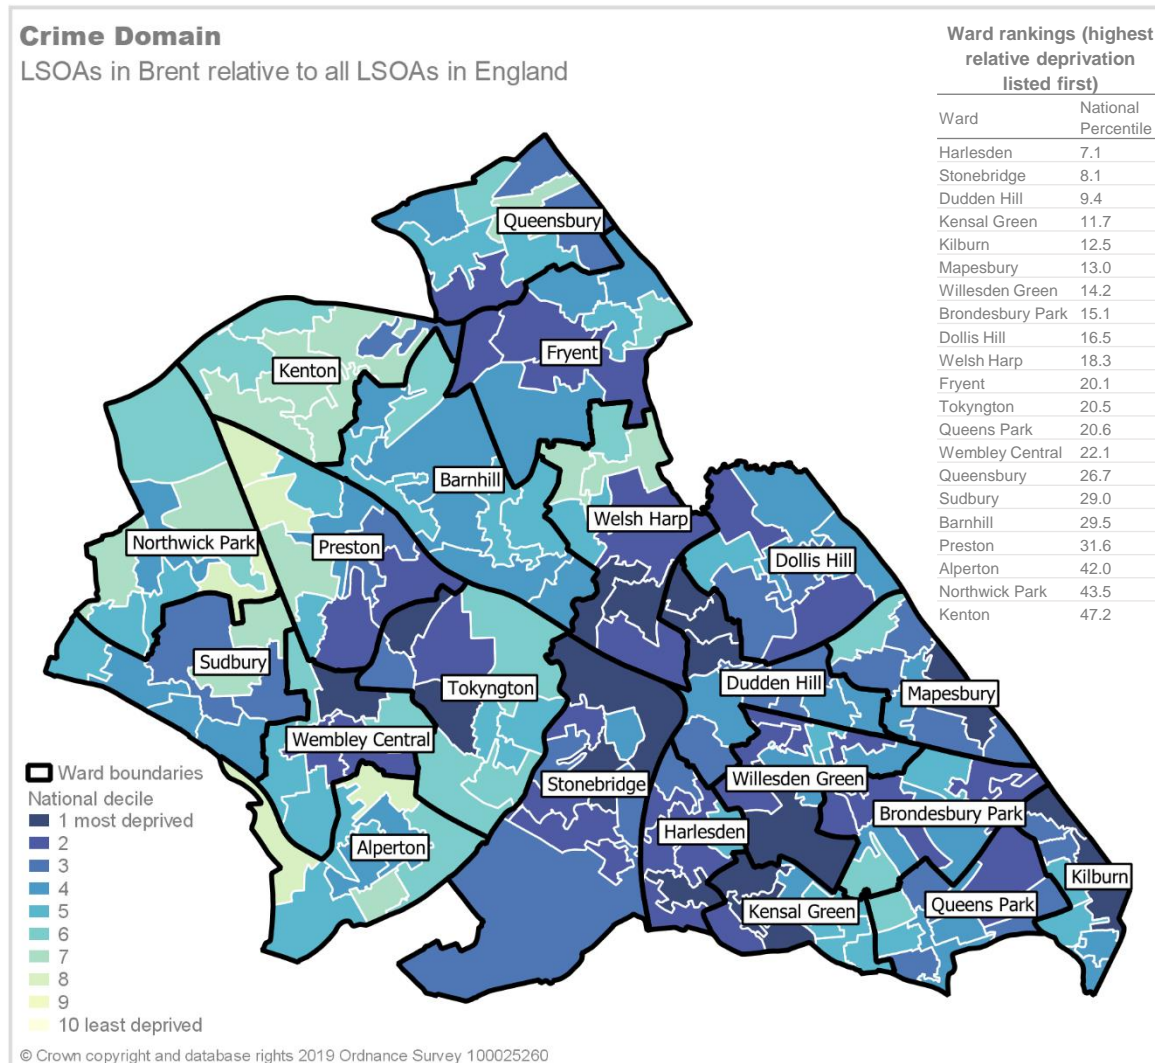 Crime Domain
LSOAs in Brent relative to all LSOAs in England
Ward rankings (highest
relative deprivation
listed first)
Ward National
Percentile
Harlesden 7.1
Stonebridge 8.1
Dudden Hill 9.4
Kensal Green 11.7
Kilburn 12.5
Mapesbury 13.0
Willesden Green 14.2
Brondesbury Park 15.1
Dollis Hill 16.5
Welsh Harp 18.3
Fryent 20.1
Tokyngton 20.5
Queens Park 20.6
Wembley Central 22.1
Queensbury 26.7
Sudbury 29.0
Barnhill 29.5
Preston 31.6
Alperton 42.0
Northwick Park 43.5
Kenton 47.2
Queensbury
Fryent
Kenton
Barnhill
Welsh Harp
Northwick Park
Preston
Dollis Hill
Sudbury
Tokyngton
Dudden Hill
Mapesbury
Wembley Central
Stonebridge
Willesden Green
Brondesbury Park
Alperton
Harlesden
Kilburn
Kensal Green
Queens Park
Ward boundaries
National decile
1 most deprived
2
3
4
5
6
7
8
9
10 least deprived
© Crown copyright and database rights 2019 Ordnance Survey 100025260